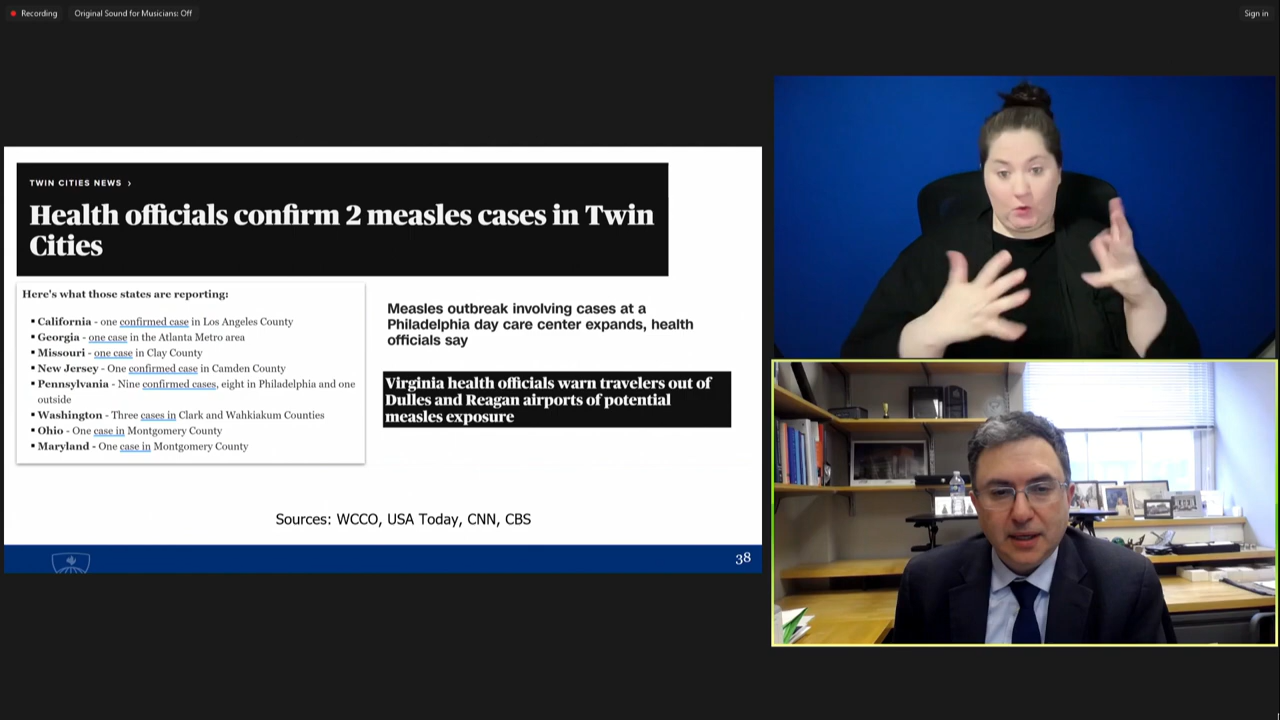 Recording
Original Sound for Musicians: Off
Sign in
TWIN CITIES NEWS ›
Health officials confirm 2 measles cases in Twin
Cities
Here's what those states are reporting:
▪ California - one confirmed case in Los Angeles County
▪ Georgia - one case in the Atlanta Metro area
▪ Missouri - one case in Clay County
▪ New Jersey - One confirmed case in Camden County
▪ Pennsylvania - Nine confirmed cases, eight in Philadelphia and one
outside
▪ Washington - Three cases in Clark and Wahkiakum Counties
▪ Ohio - One case in Montgomery County
▪ Maryland - One case in Montgomery County
Measles outbreak involving cases at a
Philadelphia day care center expands, health
officials say
Virginia health officials warn travelers out of
Dulles and Reagan airports of potential
measles exposure
Sources: WCCO, USA Today, CNN, CBS
38